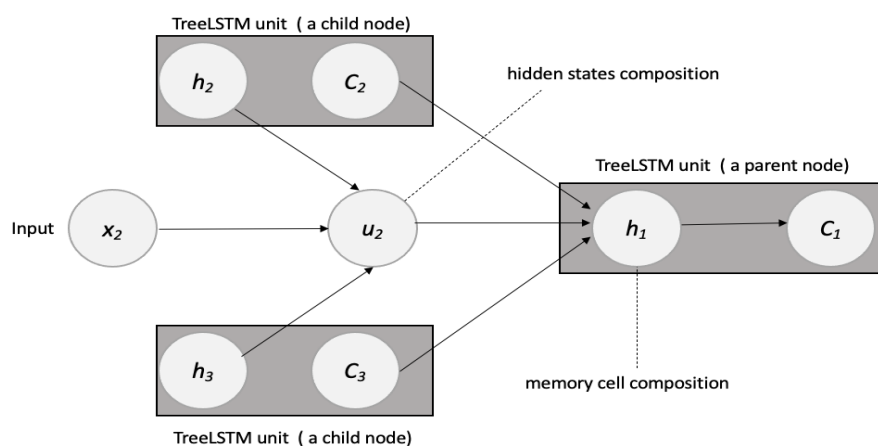 TreeLSTM unit ( a child node)
h₂
C₂
hidden states composition
TreeLSTM unit ( a parent node)
Input
x₂
u₂
h₁
C₁
h₃
C₃
memory cell composition
TreeLSTM unit ( a child node)